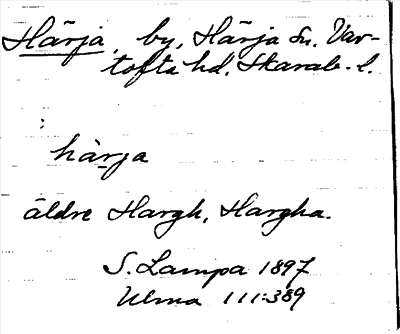 Härja, by, Härja sn. Var-
tofta hd. Skarab. l.
härja
äldre Hargh, Hargha.
S. Lampa 1897
Ulma 111:389